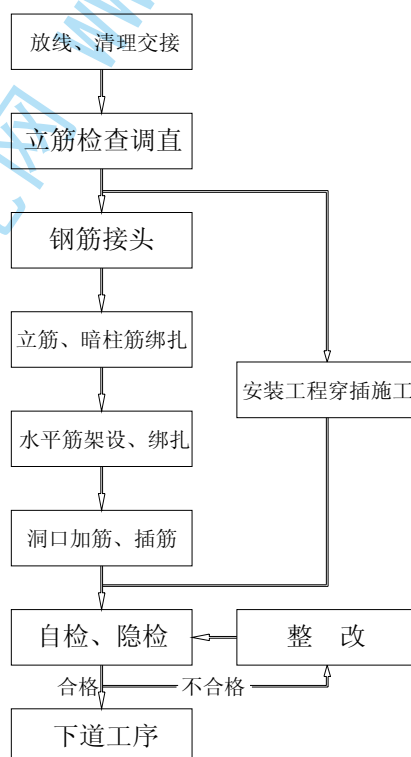 放线、清理交接
立筋检查调直
钢筋接头
立筋、暗柱筋绑扎
安装工程穿插施工
水平筋架设、绑扎
洞口加筋、插筋
自检、隐检
整 改
合格
不合格
下道工序